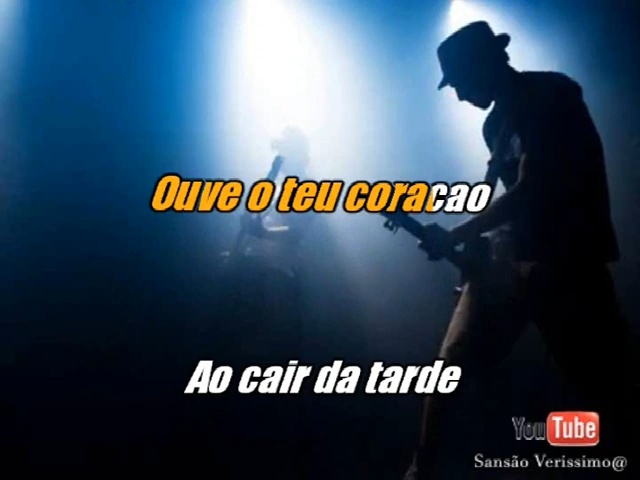 Ouve o teu coracao
Ao cair da tarde
YouTube
Sansão Verissimo@